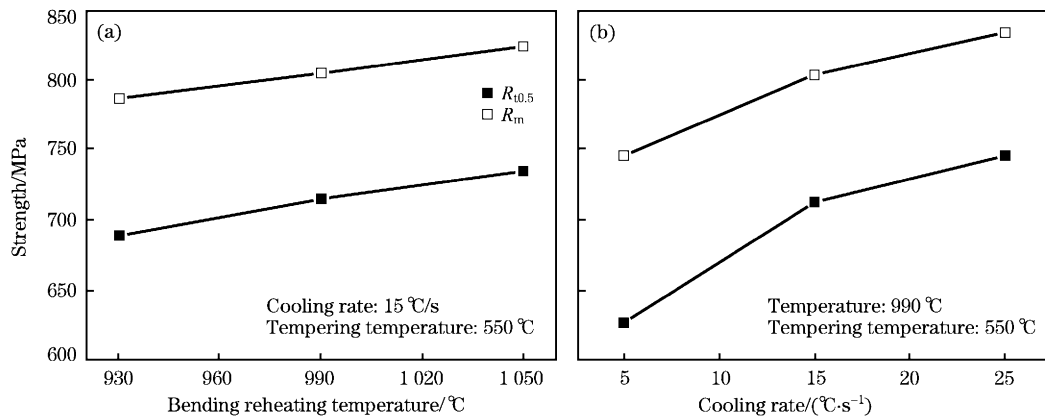 (a)
(b)
850
800
750
700
650
600
Strength/MPa
R_t0.5
R_m
Cooling rate: 15 ℃/s
Tempering temperature: 550 ℃
Temperature: 990 ℃
Tempering temperature: 550 ℃
930 960 990 1 020 1 050
5 10 15 20 25
Bending reheating temperature/℃
Cooling rate/(℃·s⁻¹)